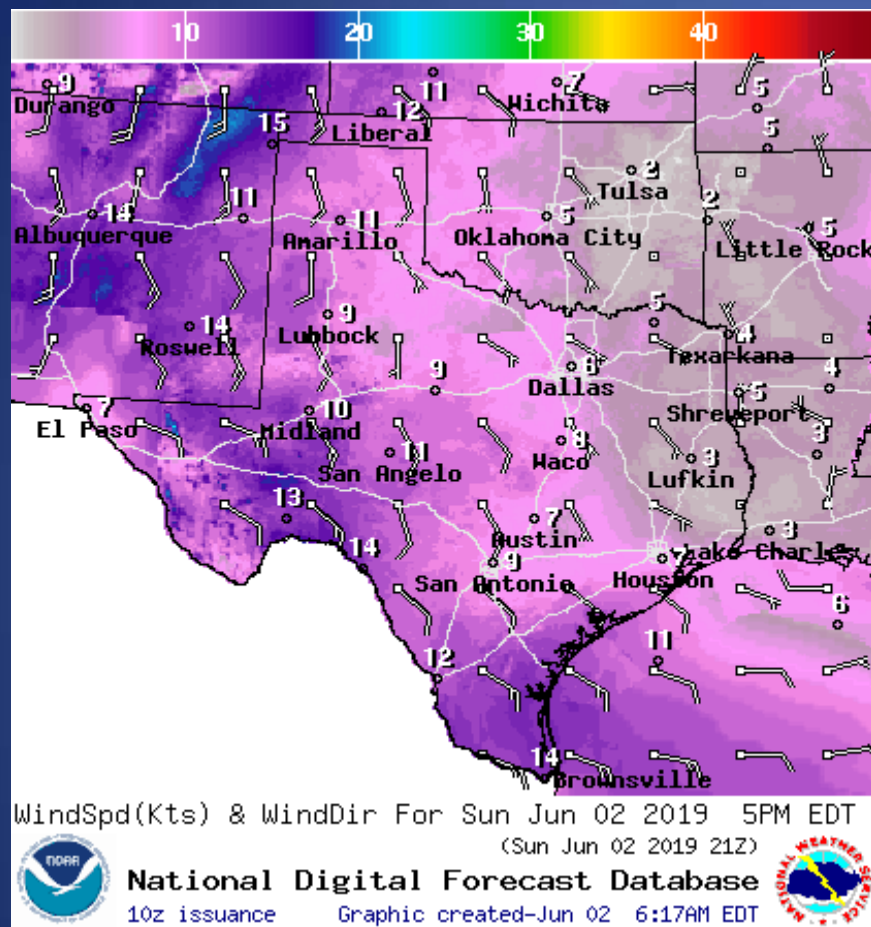 10 20 30 40
9 11 7 5
Durango Wichita
12
Liberal
15 5
2
Tulsa
14 11 11 5 2 5
Albuquerque Amarillo Oklahoma City Little Rock
14 9 5 4
Roswell Lubbock Texarkana
8
Dallas
9 5 4
7 10 Shreveport
El Paso Midland
11 8 3 3
San Angelo Waco Lufkin
13 7 3
Austin
14 9 Lake Charles
San Antonio Houston
6
11
12
14
Brownsville
WindSpd(Kts) & WindDir For Sun Jun 02 2019 5PM EDT
(Sun Jun 02 2019 21Z)
National Digital Forecast Database
10z issuance Graphic created-Jun 02 6:17AM EDT
NOAA
NATIONAL WEATHER SERVICE